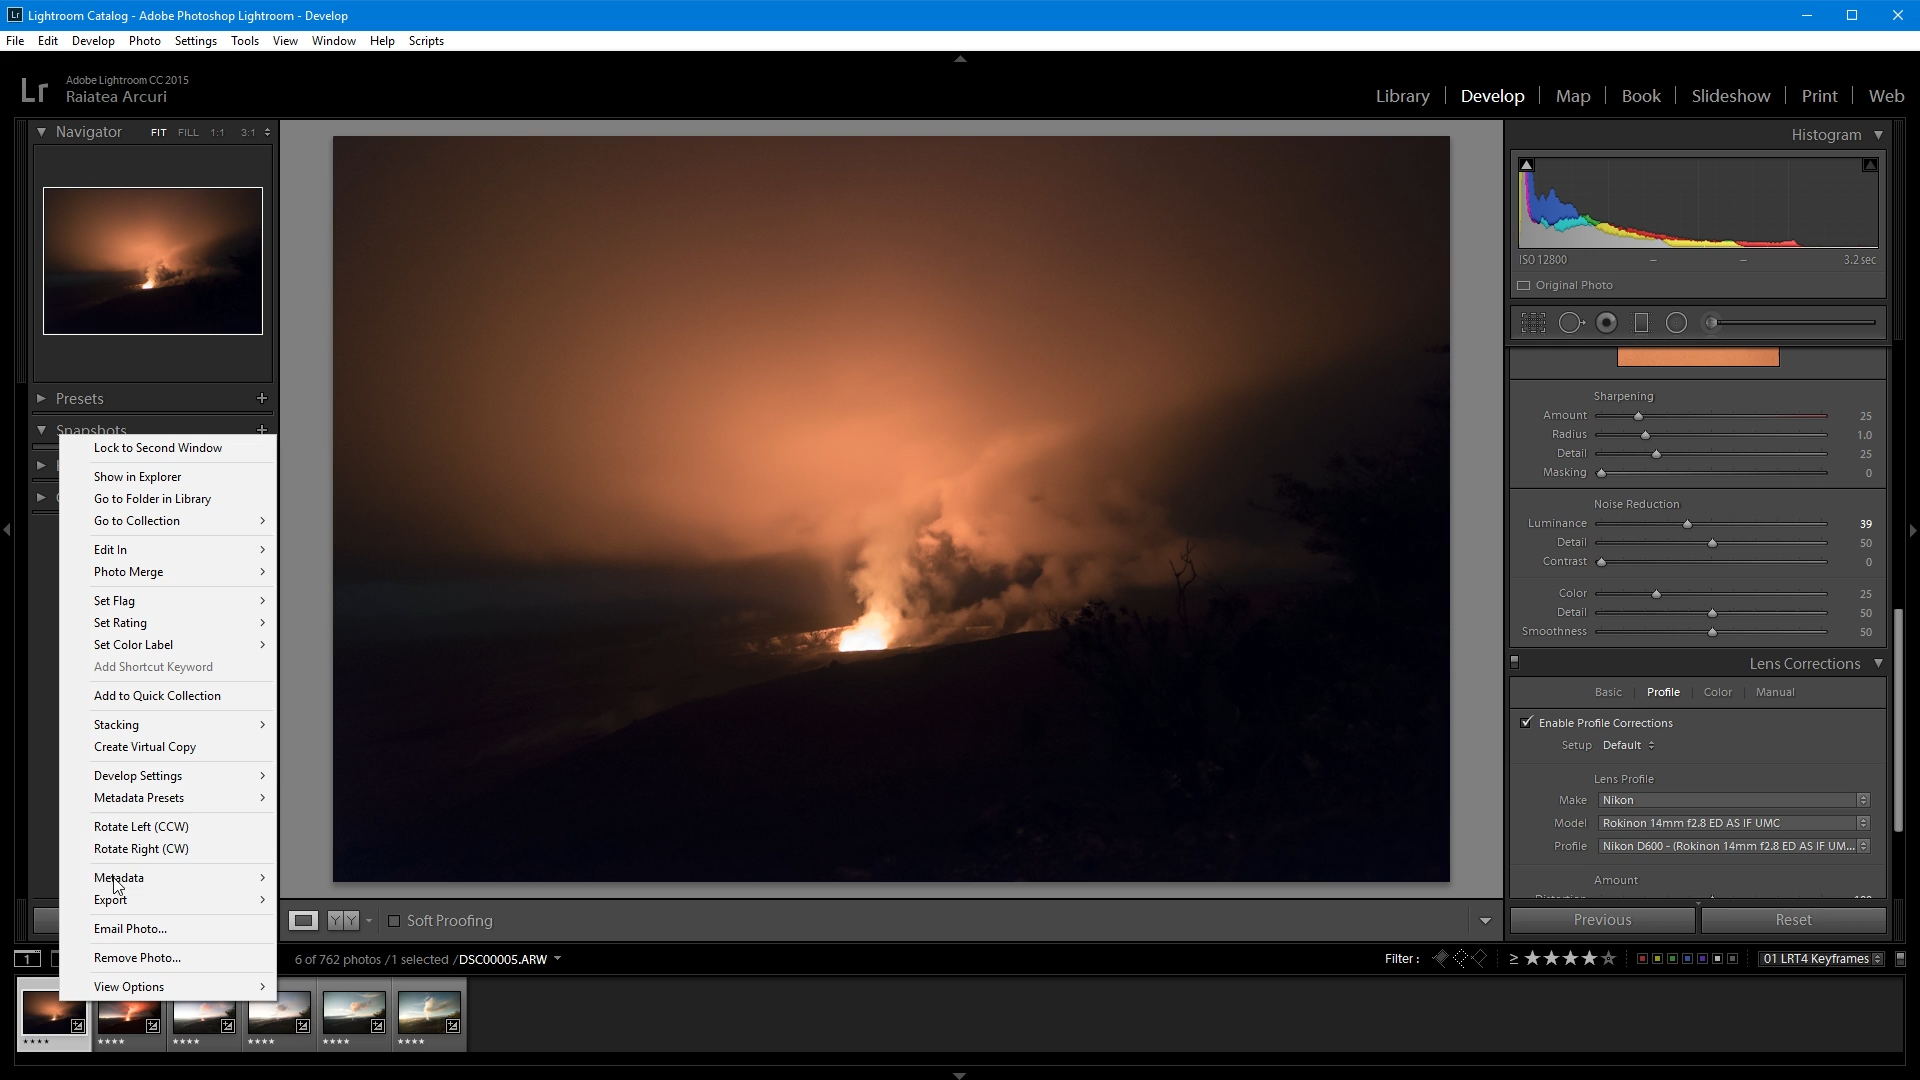 Lightroom Catalog - Adobe Photoshop Lightroom - Develop
File Edit Develop Photo Settings Tools View Window Help Scripts
Lr
Adobe Lightroom CC 2015
Raiatea Arcuri
Library | Develop | Map | Book | Slideshow | Print | Web
Navigator FIT FILL 1:1 3:1
Presets
Snapshots
Lock to Second Window
Show in Explorer
Go to Folder in Library
Go to Collection
Edit In
Photo Merge
Set Flag
Set Rating
Set Color Label
Add Shortcut Keyword
Add to Quick Collection
Stacking
Create Virtual Copy
Develop Settings
Metadata Presets
Rotate Left (CCW)
Rotate Right (CW)
Metadata
Export
Email Photo...
Remove Photo...
View Options
Histogram
ISO 12800 – – 3.2 sec
Original Photo
Sharpening
Amount 25
Radius 1.0
Detail 25
Masking 0
Noise Reduction
Luminance 39
Detail 50
Contrast 0
Color 25
Detail 50
Smoothness 50
Lens Corrections
Basic | Profile | Color | Manual
Enable Profile Corrections
Setup Default
Lens Profile
Make Nikon
Model Rokinon 14mm f2.8 ED AS IF UMC
Profile Nikon D600 - (Rokinon 14mm f2.8 ED AS IF UM...
Amount
Previous Reset
YY Soft Proofing
1 6 of 762 photos /1 selected /DSC00005.ARW
Filter : ≥ ★★★★☆ 01 LRT4 Keyframes